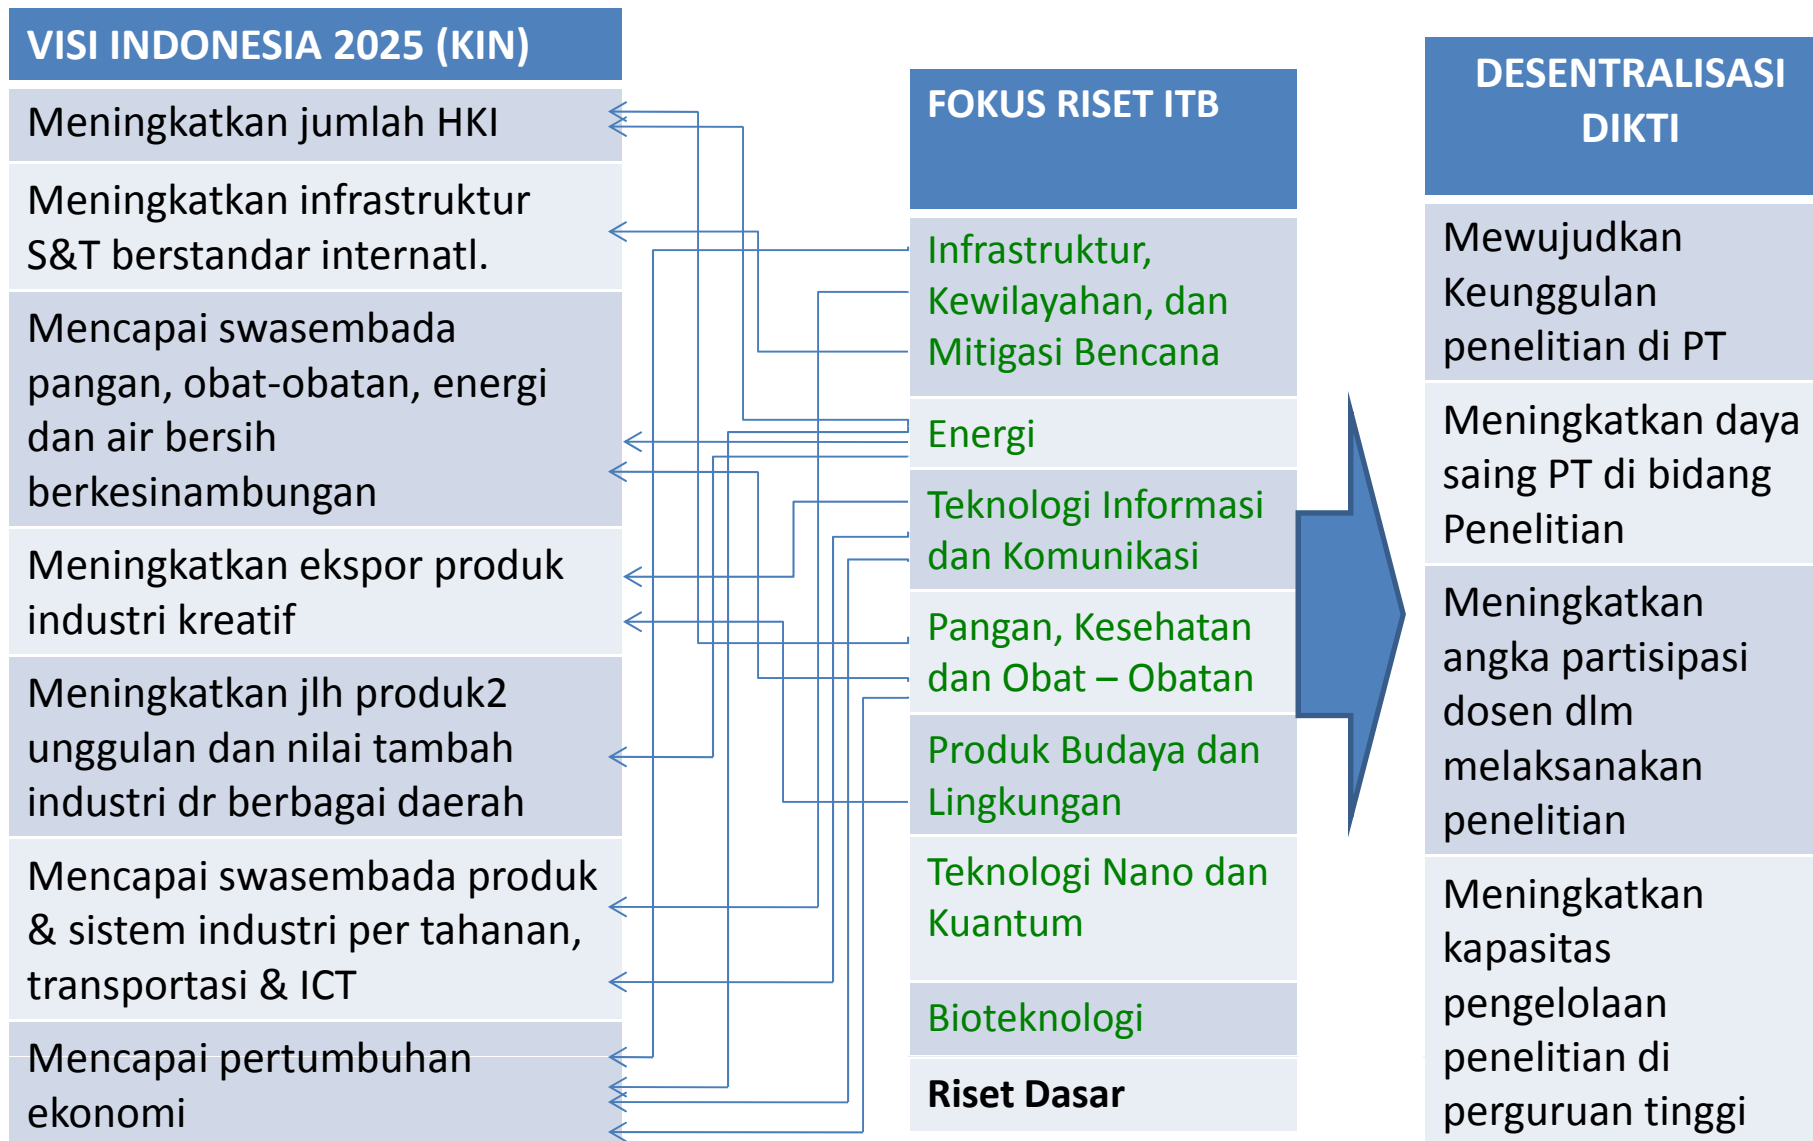 VISI INDONESIA 2025 (KIN)
Meningkatkan jumlah HKI
Meningkatkan infrastruktur
S&T berstandar internatl.
Mencapai swasembada
pangan, obat-obatan, energi
dan air bersih
berkesinambungan
Meningkatkan ekspor produk
industri kreatif
Meningkatkan jlh produk2
unggulan dan nilai tambah
industri dr berbagai daerah
Mencapai swasembada produk
& sistem industri per tahanan,
transportasi & ICT
Mencapai pertumbuhan
ekonomi
FOKUS RISET ITB
Infrastruktur,
Kewilayahan, dan
Mitigasi Bencana
Energi
Teknologi Informasi
dan Komunikasi
Pangan, Kesehatan
dan Obat – Obatan
Produk Budaya dan
Lingkungan
Teknologi Nano dan
Kuantum
Bioteknologi
Riset Dasar
DESENTRALISASI
DIKTI
Mewujudkan
Keunggulan
penelitian di PT
Meningkatkan daya
saing PT di bidang
Penelitian
Meningkatkan
angka partisipasi
dosen dlm
melaksanakan
penelitian
Meningkatkan
kapasitas
pengelolaan
penelitian di
perguruan tinggi